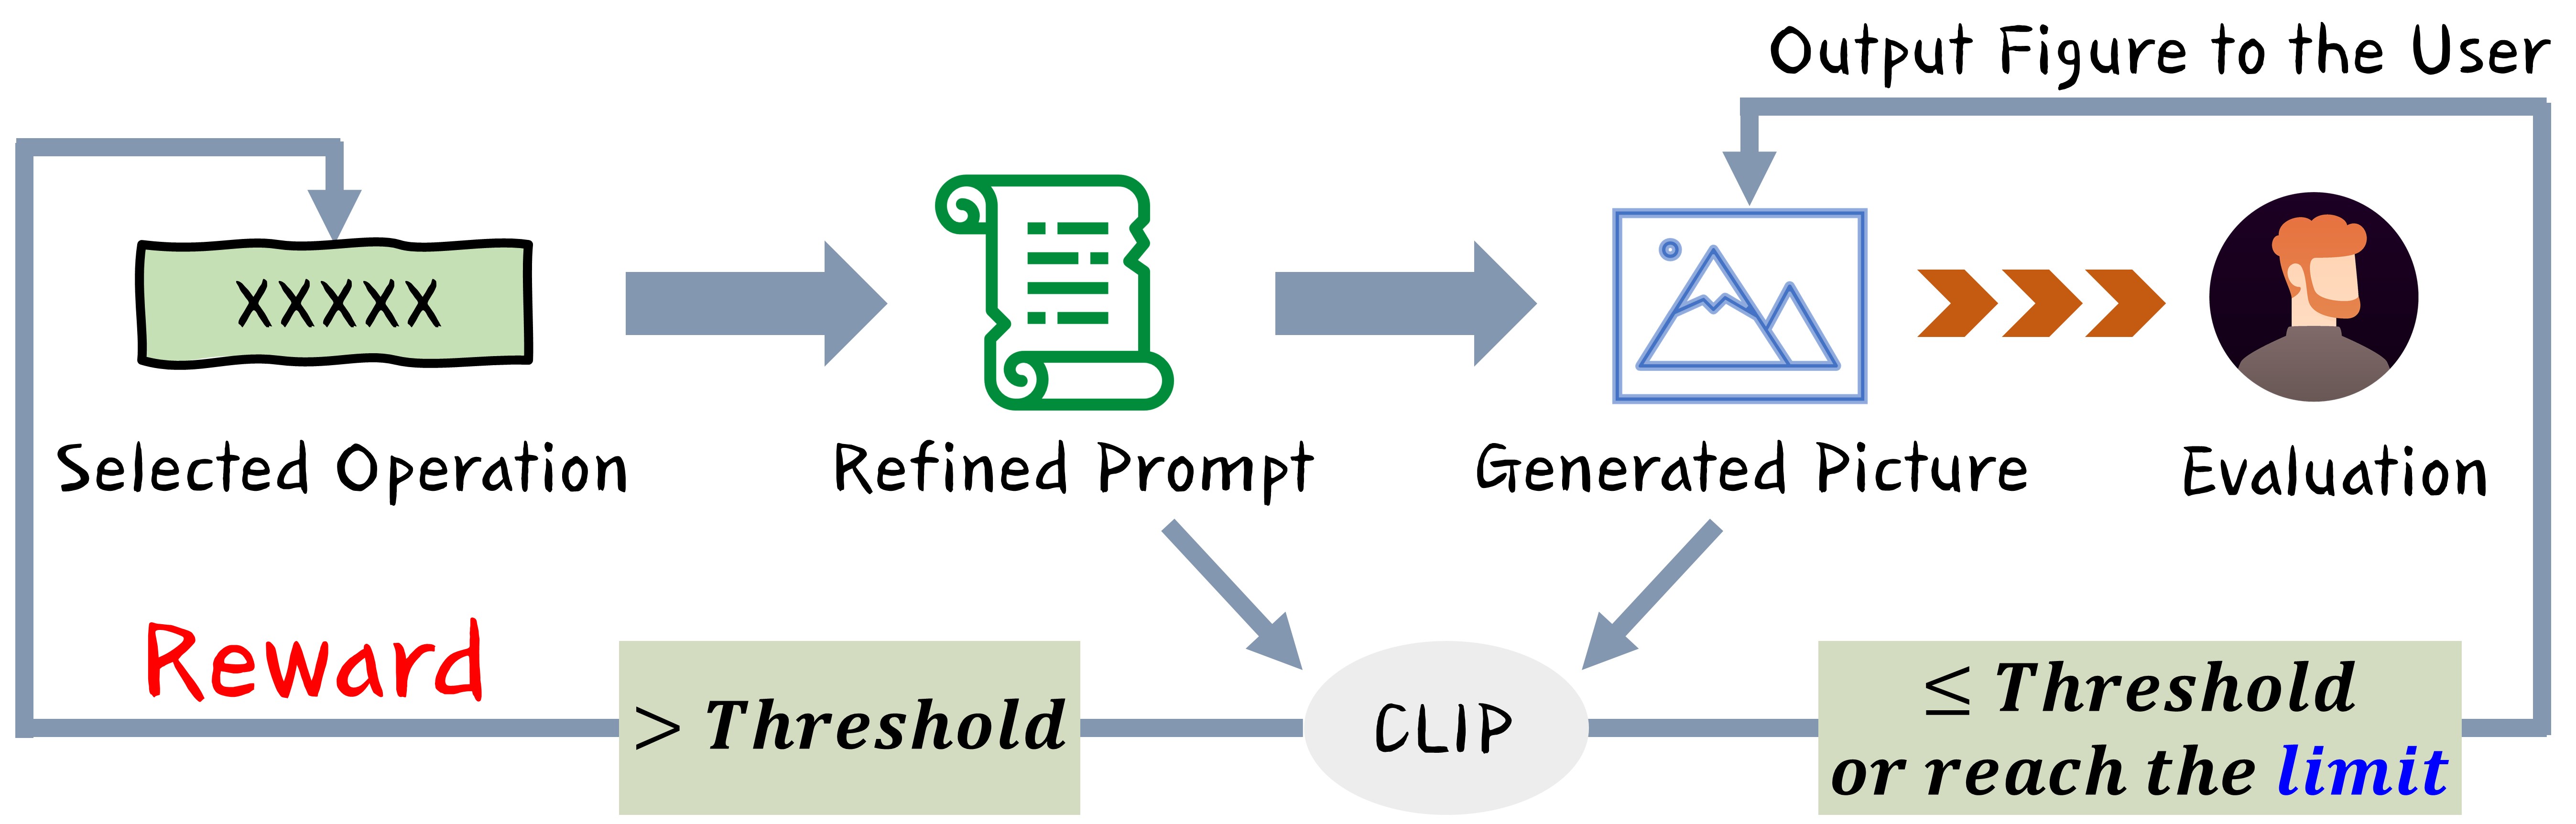 Output Figure to the User
XXXXX
Selected Operation
Refined Prompt
Generated Picture
Evaluation
Reward
> Threshold
CLIP
≤ Threshold
or reach the limit